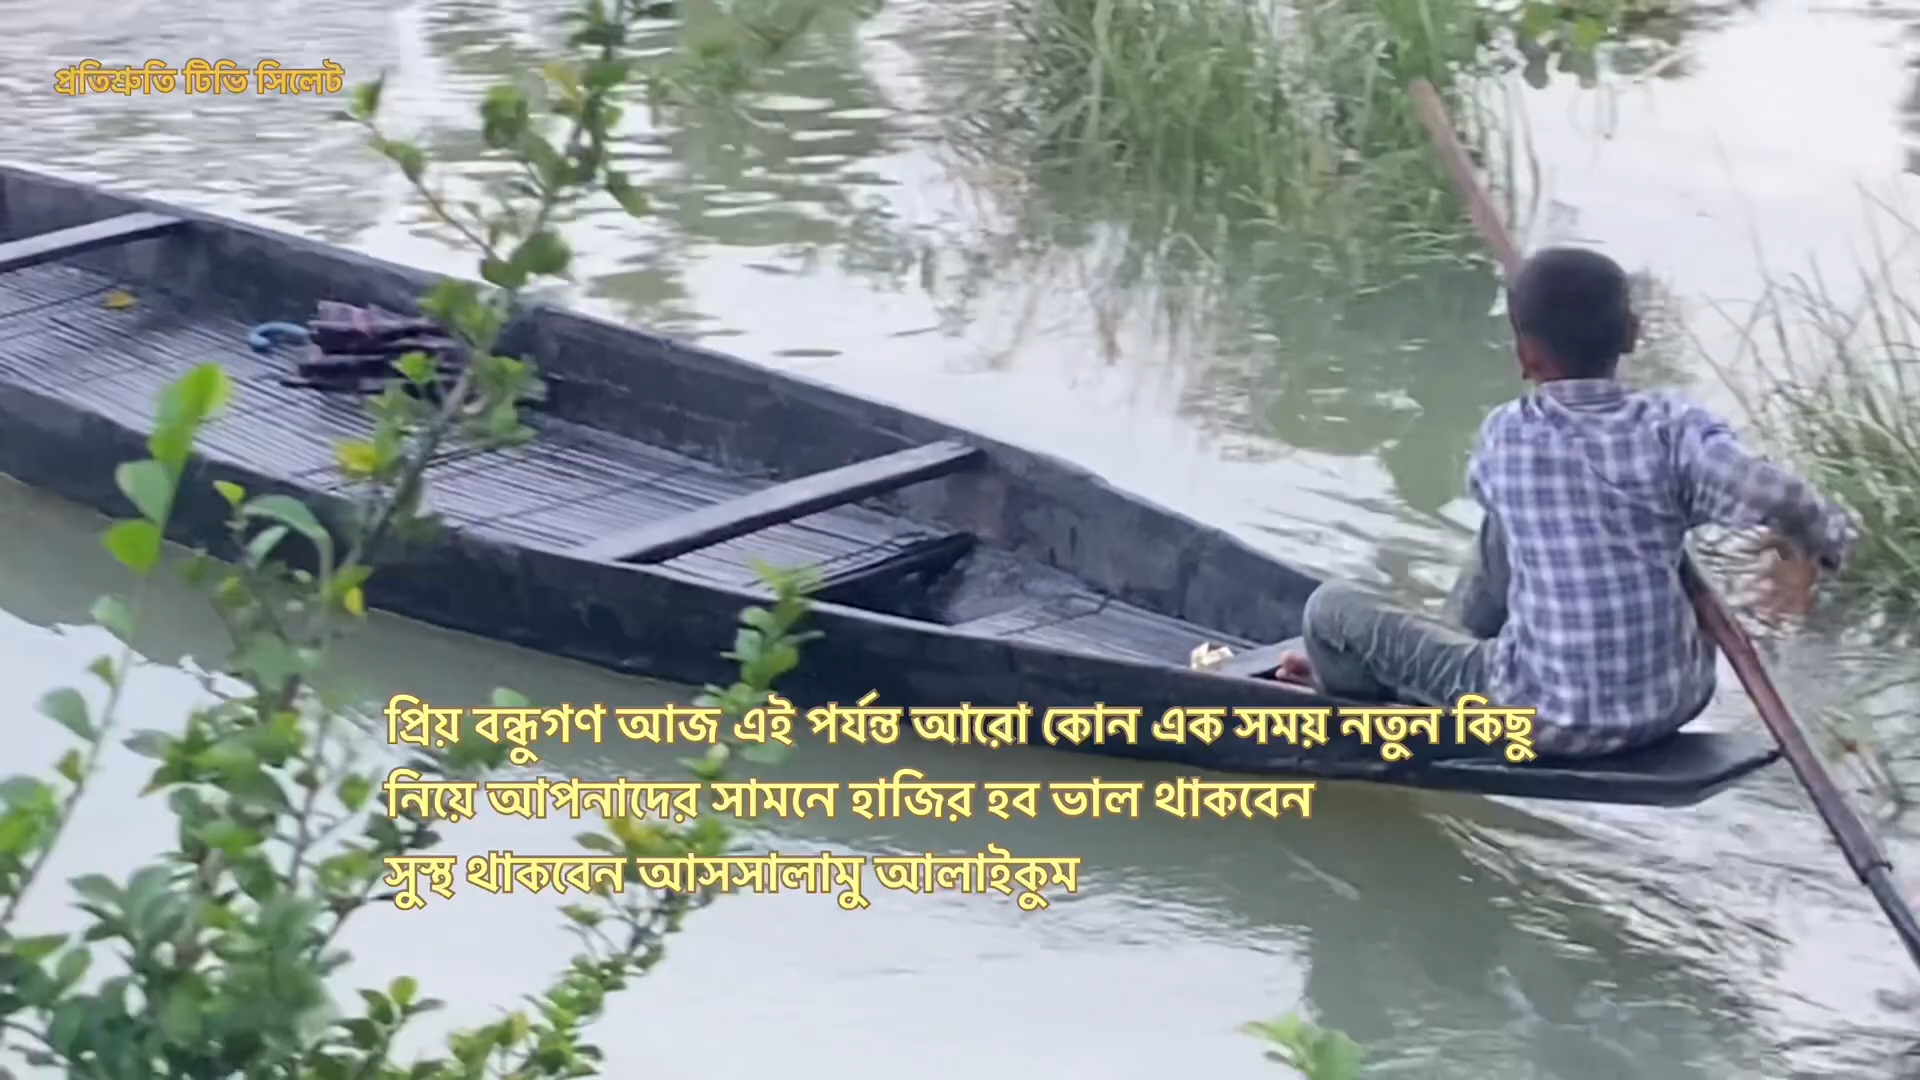 প্রতিশ্রুতি টিভি সিলেট
প্রিয় বন্ধুগণ আজ এই পর্যন্ত আরো কোন এক সময় নতুন কিছু
নিয়ে আপনাদের সামনে হাজির হব ভাল থাকবেন
সুস্থ থাকবেন আসসালামু আলাইকুম